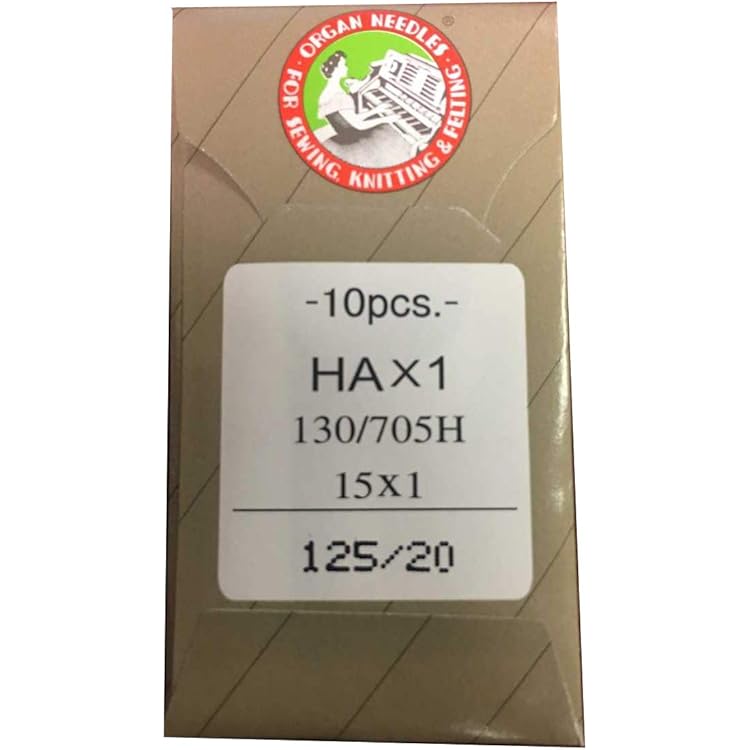 ORGAN NEEDLES ®
· FOR SEWING, KNITTING & FELTING ·
-10pcs.-
HA×1
130/705H
15x1
125/20